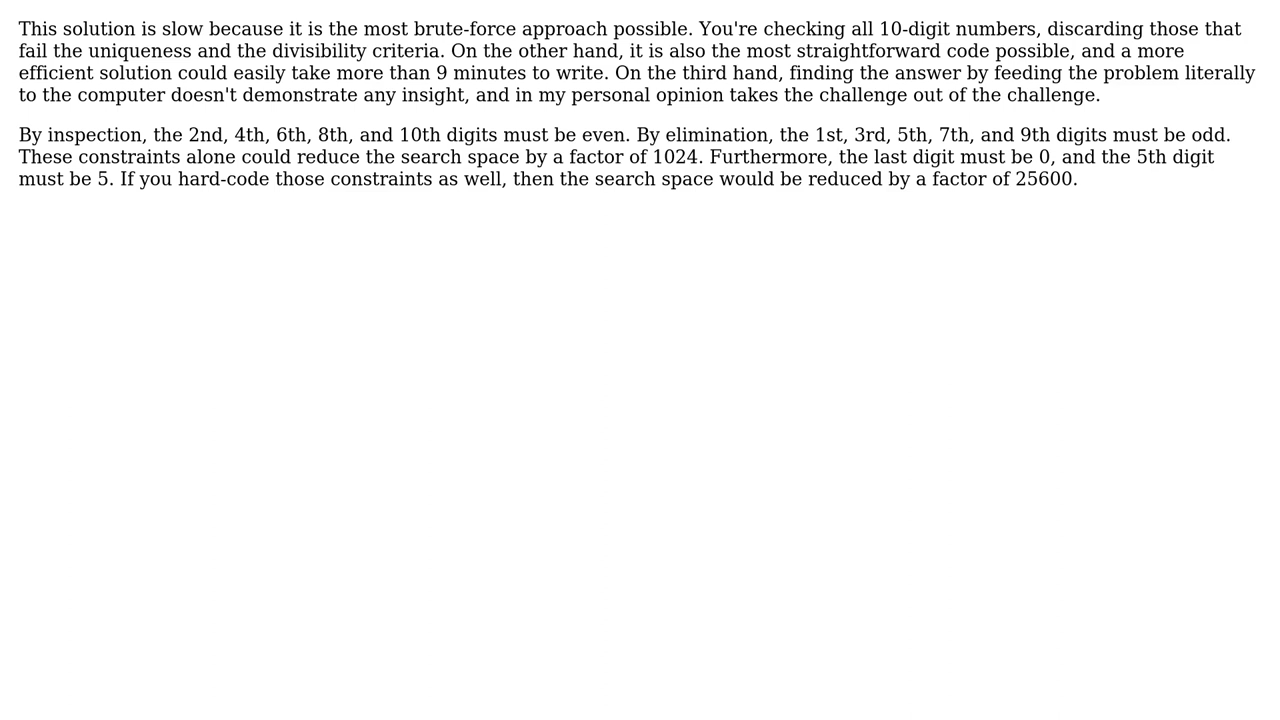 This solution is slow because it is the most brute-force approach possible. You're checking all 10-digit numbers, discarding those that
fail the uniqueness and the divisibility criteria. On the other hand, it is also the most straightforward code possible, and a more
efficient solution could easily take more than 9 minutes to write. On the third hand, finding the answer by feeding the problem literally
to the computer doesn't demonstrate any insight, and in my personal opinion takes the challenge out of the challenge.
By inspection, the 2nd, 4th, 6th, 8th, and 10th digits must be even. By elimination, the 1st, 3rd, 5th, 7th, and 9th digits must be odd.
These constraints alone could reduce the search space by a factor of 1024. Furthermore, the last digit must be 0, and the 5th digit
must be 5. If you hard-code those constraints as well, then the search space would be reduced by a factor of 25600.